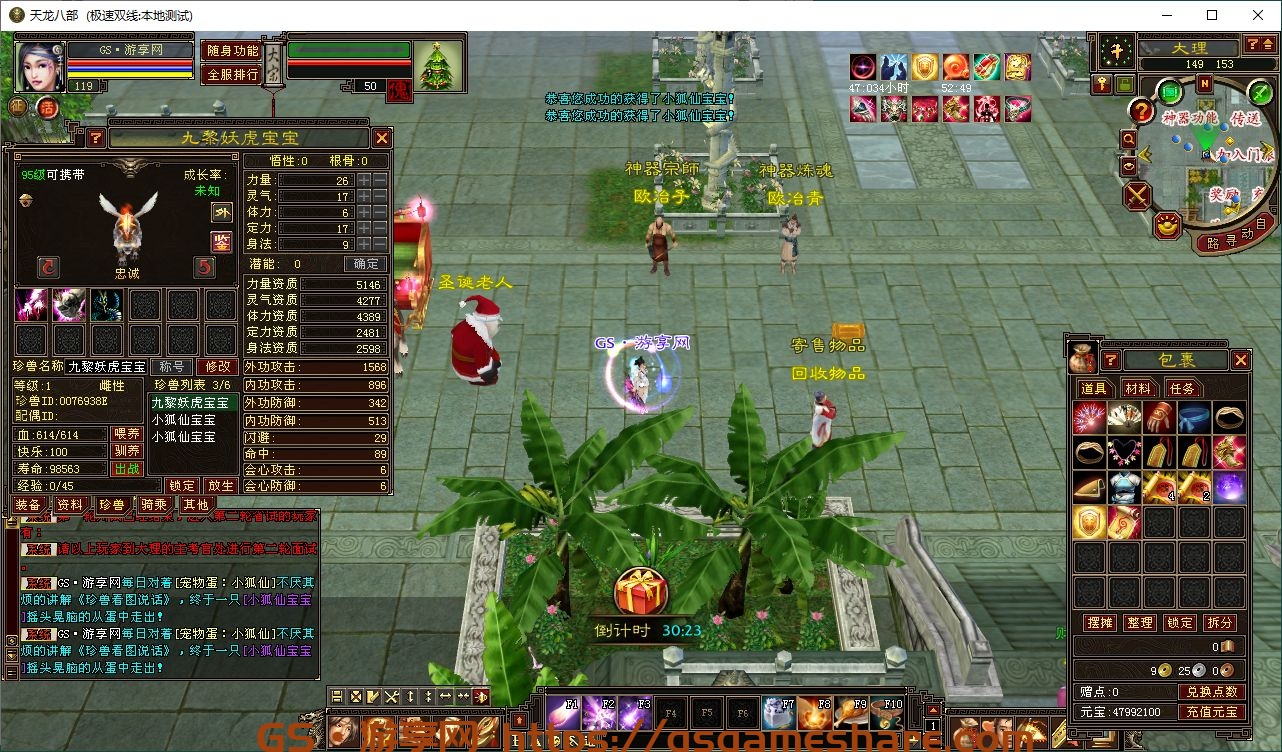 天龙八部 (极速双线:本地测试)
GS·游享网
119
随身功能
全服排行
50
征
活
大理
149 153
47:034小时
52:49
恭喜您成功的获得了小狐仙宝宝!
恭喜您成功的获得了小狐仙宝宝!
神器功能
传送
加入门派
奖励
自动寻路
九黎妖虎宝宝
95级可携带
成长率:
未知
外
鉴
忠诚
悟性:0 根骨:0
力量: 26
灵气: 17
体力: 6
定力: 17
身法: 9
潜能: 0 确定
力量资质 5146
灵气资质 4277
体力资质 4389
定力资质 2481
身法资质 2598
外功攻击: 1568
内功攻击: 896
外功防御: 342
内功防御: 513
闪避: 29
命中: 89
会心攻击: 6
会心防御: 6
珍兽名称 九黎妖虎宝宝 称号 修改
等级:1 雌性
珍兽ID:0076938E
配偶ID:
血:614/614 喂养
快乐:100 驯养
寿命:98563 出战
经验:0/45
珍兽列表 3/6
九黎妖虎宝宝
小狐仙宝宝
小狐仙宝宝
锁定 放生
装备 资料 珍兽 骑乘 其他
神器宗师
欧冶子
神器炼魂
欧冶青
圣诞老人
GS·游享网
寄售物品
回收物品
倒计时 30:23
系统 请以上玩家到大理的主考官处进行第二轮面试
。
系统 GS·游享网每日对着[宠物蛋:小狐仙]不厌其
烦的讲解《珍兽看图说话》,终于一只[小狐仙宝宝
]摇头晃脑的从蛋中走出!
系统 GS·游享网每日对着[宠物蛋:小狐仙]不厌其
烦的讲解《珍兽看图说话》,终于一只[小狐仙宝宝
]摇头晃脑的从蛋中走出!
包裹
道具 材料 任务
4
2
摆摊 整理 锁定 拆分
0
9 25 0
赠点:0 兑换点数
元宝:47992100 充值元宝
F1 F2 F3 F4 F5 F6 F7 F8 F9 F10
1
GS 游享网 https://gsgameshare.com